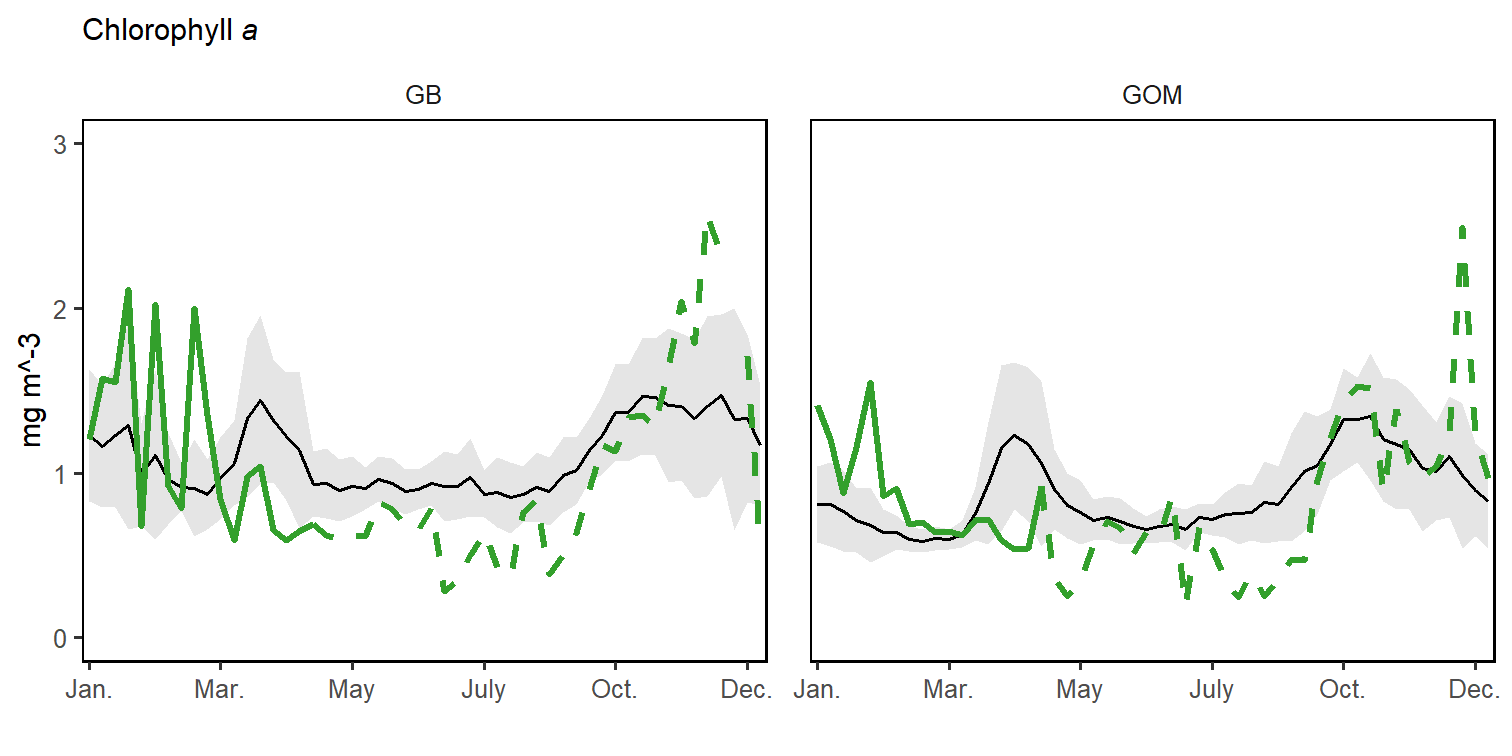 Chlorophyll a
GB
GOM
mg m^-3
3
2
1
0
Jan. Mar. May July Oct. Dec.
Jan. Mar. May July Oct. Dec.